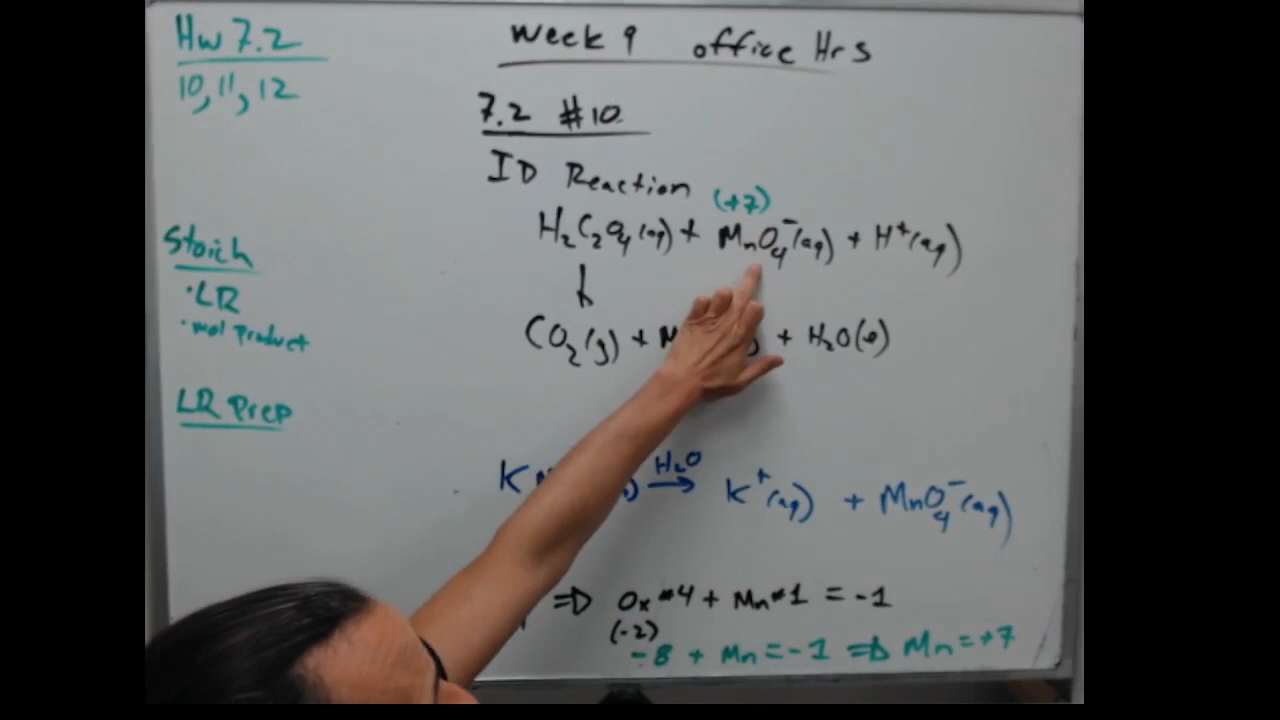 Hw 7.2
10, 11, 12
Week 9 office Hrs
7.2 #10
ID Reaction
(+7)
H₂C₂O₄(aq) + MnO₄⁻(aq) + H⁺(aq)
Stoich
• LR
• mol product
CO₂(g) + M + H₂O(l)
LR Prep
K H₂O → K⁺(aq) + MnO₄⁻(aq)
⇒ Ox*4 + Mn*1 = -1
(-2)
-8 + Mn = -1 ⇒ Mn = +7